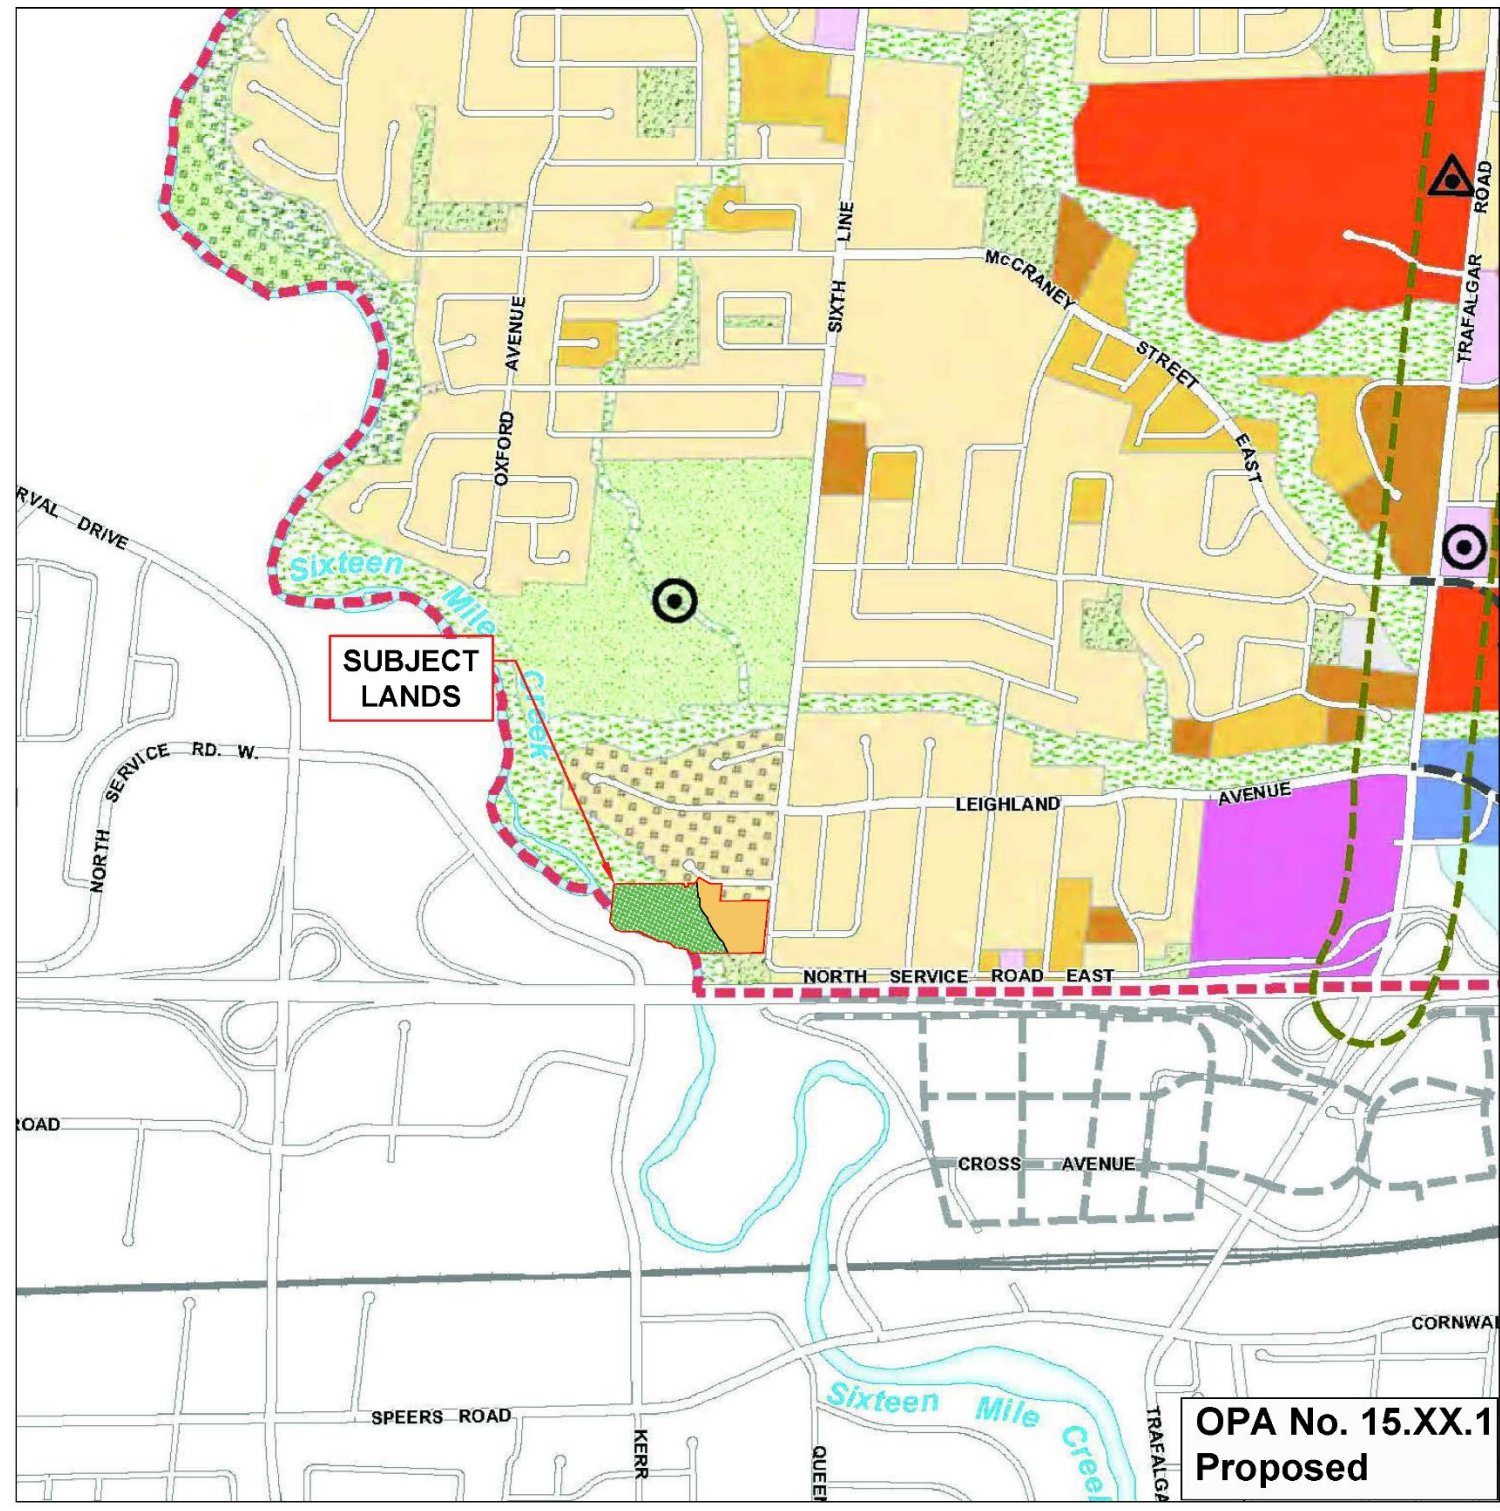 ROAD
LINE
McCRANEY
SIXTH
TRAFALGAR
AVENUE
STREET
OXFORD
EAST
RVAL DRIVE
Sixteen
Mile
SUBJECT
LANDS
Creek
NORTH SERVICE RD. W.
LEIGHLAND AVENUE
NORTH SERVICE ROAD EAST
ROAD
CROSS AVENUE
CORNWAL
Sixteen Mile Creek
SPEERS ROAD
KERR
QUEEN
TRAFALGA
OPA No. 15.XX.1
Proposed